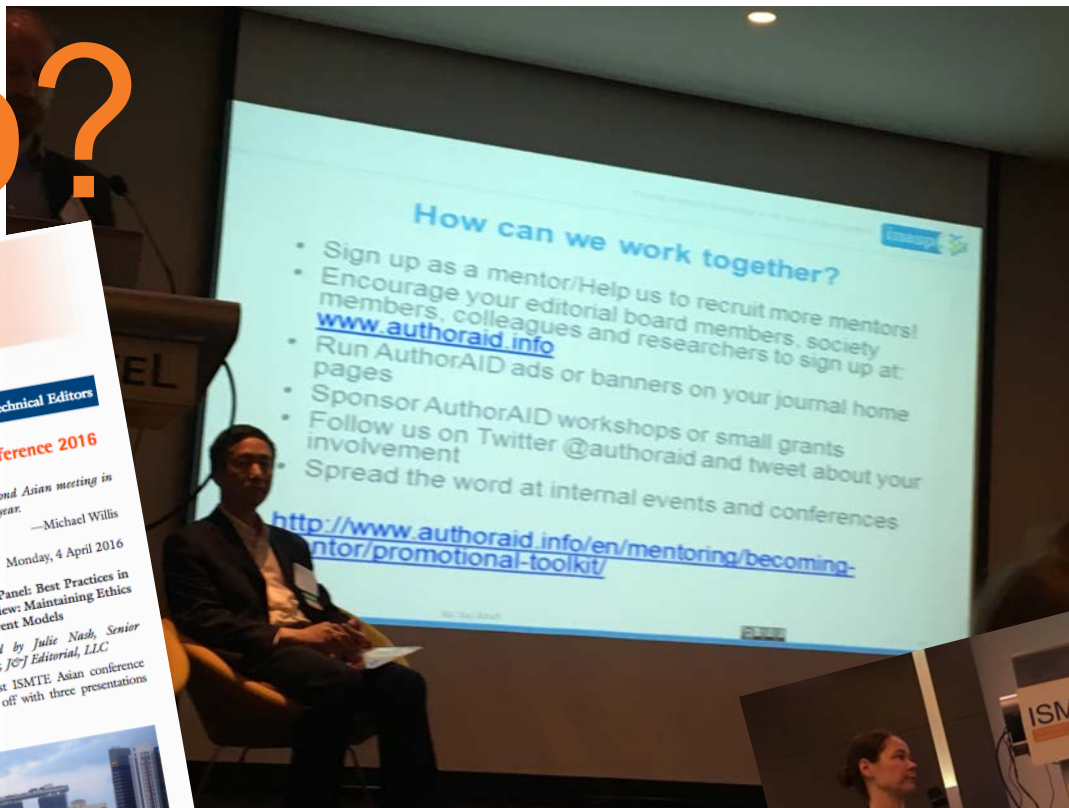 ?
How can we work together?
inasp
• Sign up as a mentor/Help us to recruit more mentors!
• Encourage your editorial board members, society
members, colleagues and researchers to sign up at:
www.authoraid.info
• Run AuthorAID ads or banners on your journal home
pages
• Sponsor AuthorAID workshops or small grants
• Follow us on Twitter @authoraid and tweet about your
involvement
• Spread the word at internal events and conferences
http://www.authoraid.info/en/mentoring/becoming-
ntor/promotional-toolkit/
EL
chnical Editors
ference 2016
ond Asian meeting in
year.
—Michael Willis
Monday, 4 April 2016
Panel: Best Practices in
iew: Maintaining Ethics
rent Models
d by Julie Nash, Senior
, J&J Editorial, LLC
st ISMTE Asian conference
off with three presentations
ISM